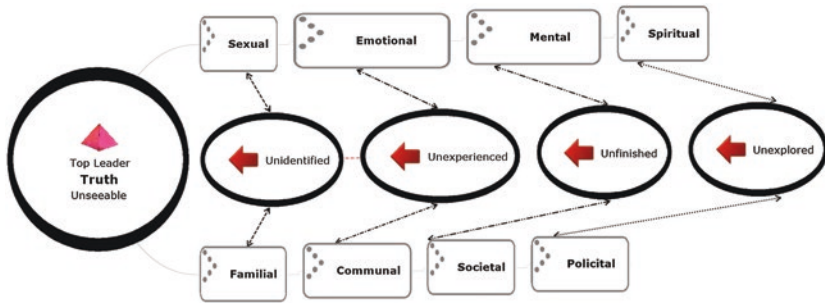 Sexual
Emotional
Mental
Spiritual
Top Leader
Truth
Unseeable
Unidentified
Unexperienced
Unfinished
Unexplored
Familial
Communal
Societal
Policital